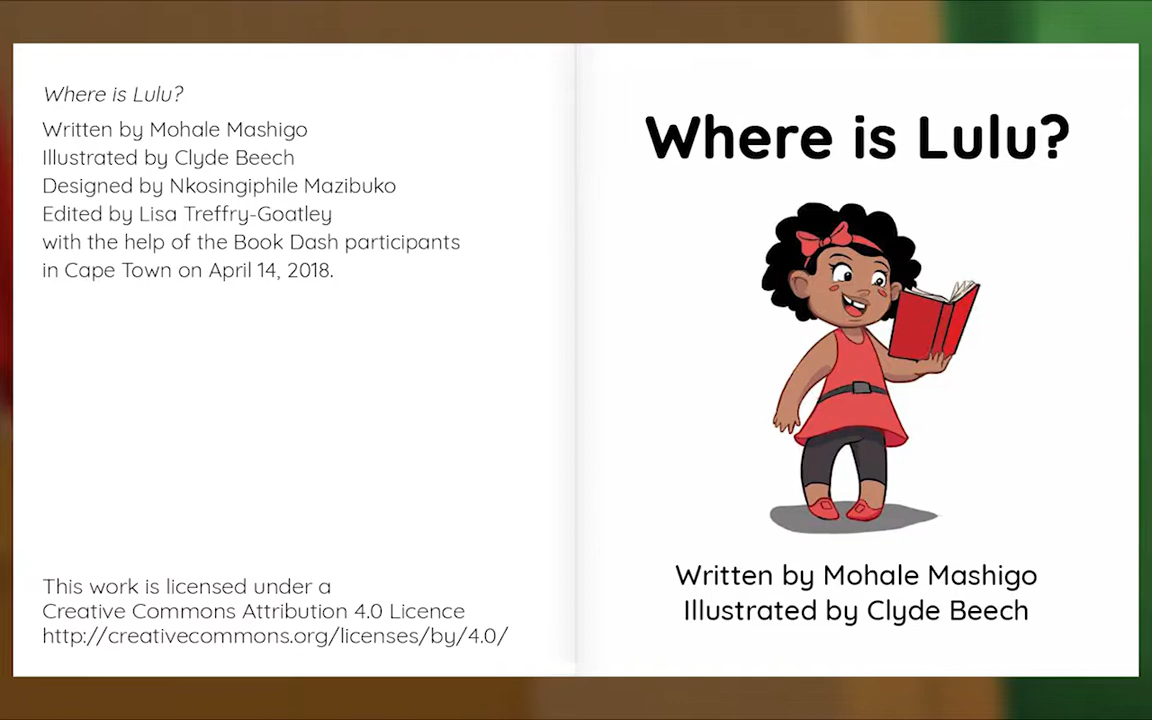 Where is Lulu?
Written by Mohale Mashigo
Illustrated by Clyde Beech
Designed by Nkosingiphile Mazibuko
Edited by Lisa Treffry-Goatley
with the help of the Book Dash participants
in Cape Town on April 14, 2018.
This work is licensed under a
Creative Commons Attribution 4.0 Licence
http://creativecommons.org/licenses/by/4.0/
Where is Lulu?
Written by Mohale Mashigo
Illustrated by Clyde Beech